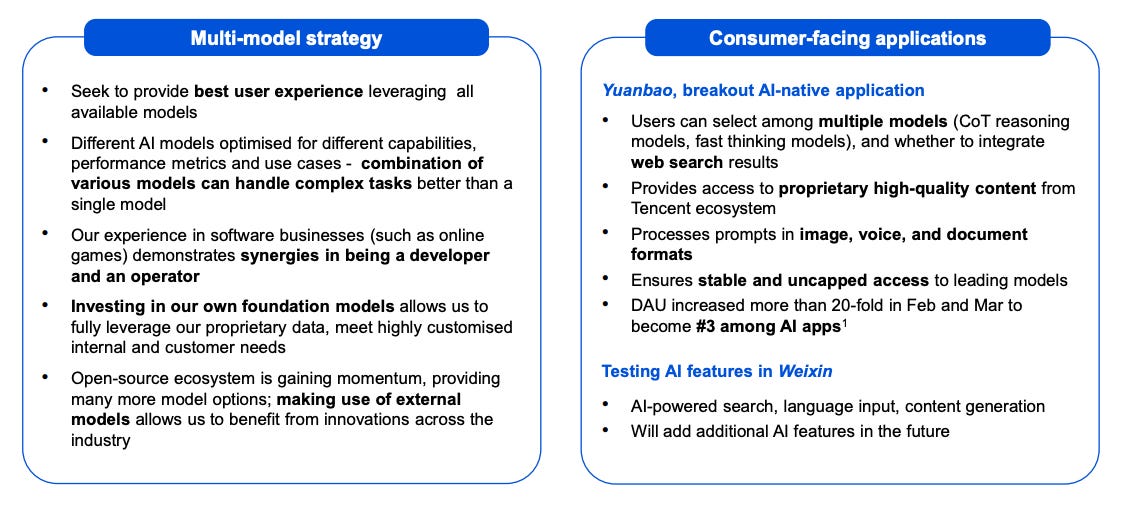 Multi-model strategy
• Seek to provide best user experience leveraging all
available models
• Different AI models optimised for different capabilities,
performance metrics and use cases - combination of
various models can handle complex tasks better than a
single model
• Our experience in software businesses (such as online
games) demonstrates synergies in being a developer
and an operator
• Investing in our own foundation models allows us to
fully leverage our proprietary data, meet highly customised
internal and customer needs
• Open-source ecosystem is gaining momentum, providing
many more model options; making use of external
models allows us to benefit from innovations across the
industry
Consumer-facing applications
Yuanbao, breakout AI-native application
• Users can select among multiple models (CoT reasoning
models, fast thinking models), and whether to integrate
web search results
• Provides access to proprietary high-quality content from
Tencent ecosystem
• Processes prompts in image, voice, and document
formats
• Ensures stable and uncapped access to leading models
• DAU increased more than 20-fold in Feb and Mar to
become #3 among AI apps¹
Testing AI features in Weixin
• AI-powered search, language input, content generation
• Will add additional AI features in the future